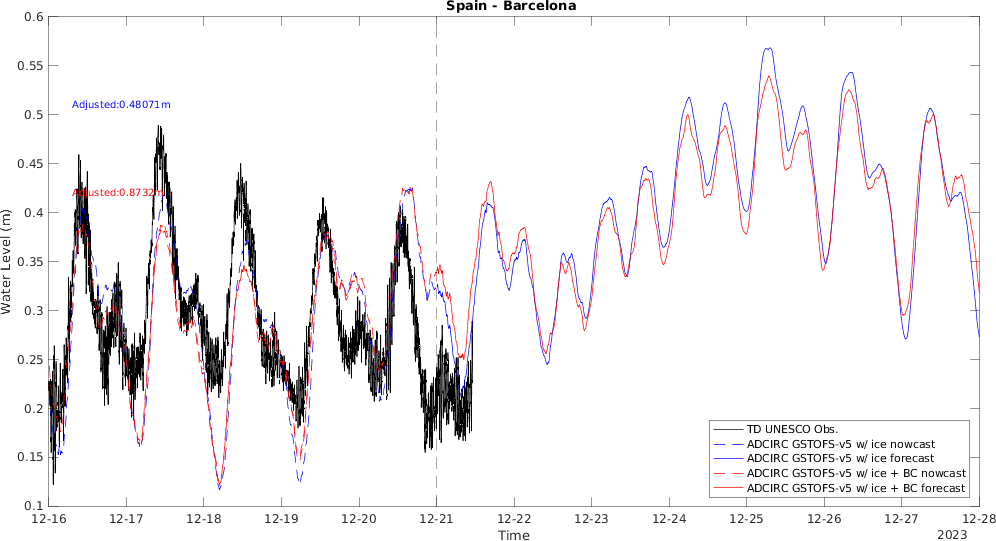 Spain - Barcelona
0.6
0.55
0.5
0.45
0.4
0.35
0.3
0.25
0.2
0.15
0.1
Water Level (m)
Adjusted:0.48071m
Adjusted:0.8732m
TD UNESCO Obs.
ADCIRC GSTOFS-v5 w/ ice nowcast
ADCIRC GSTOFS-v5 w/ ice forecast
ADCIRC GSTOFS-v5 w/ ice + BC nowcast
ADCIRC GSTOFS-v5 w/ ice + BC forecast
12-16 12-17 12-18 12-19 12-20 12-21 12-22 12-23 12-24 12-25 12-26 12-27 12-28
Time
2023